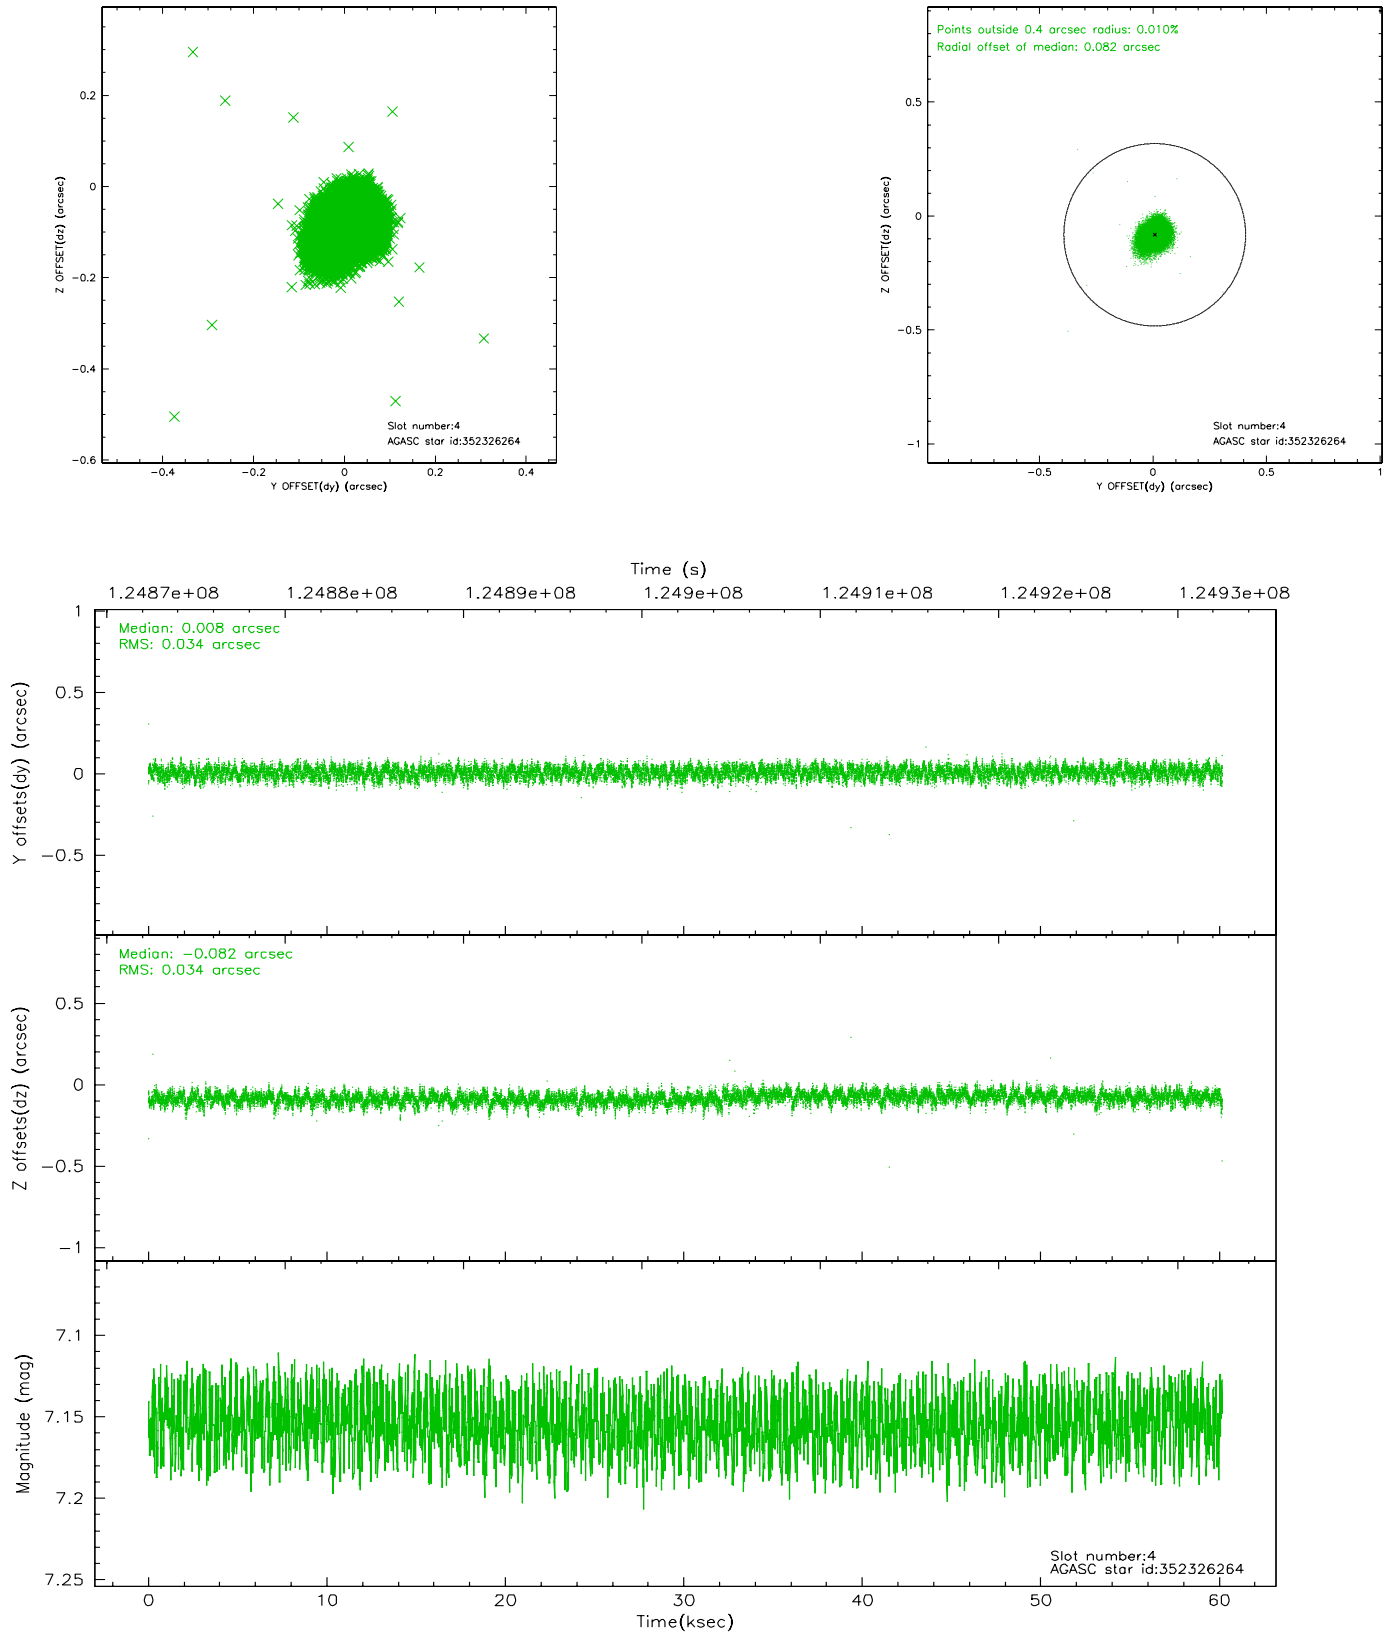 0.2
0
−0.2
−0.4
−0.6
Z OFFSET(dz) (arcsec)
−0.4 −0.2 0 0.2 0.4
Y OFFSET(dy) (arcsec)
Slot number:4
AGASC star id:352326264
Points outside 0.4 arcsec radius: 0.010%
Radial offset of median: 0.082 arcsec
0.5
0
−0.5
−1
Z OFFSET(dz) (arcsec)
−0.5 0 0.5 1
Y OFFSET(dy) (arcsec)
Slot number:4
AGASC star id:352326264
Time (s)
1.2487e+08 1.2488e+08 1.2489e+08 1.249e+08 1.2491e+08 1.2492e+08 1.2493e+08
Median: 0.008 arcsec
RMS: 0.034 arcsec
1
0.5
0
−0.5
Y offsets(dy) (arcsec)
Median: −0.082 arcsec
RMS: 0.034 arcsec
0.5
0
−0.5
−1
Z offsets(dz) (arcsec)
7.1
7.15
7.2
7.25
Magnitude (mag)
Slot number:4
AGASC star id:352326264
0 10 20 30 40 50 60
Time(ksec)